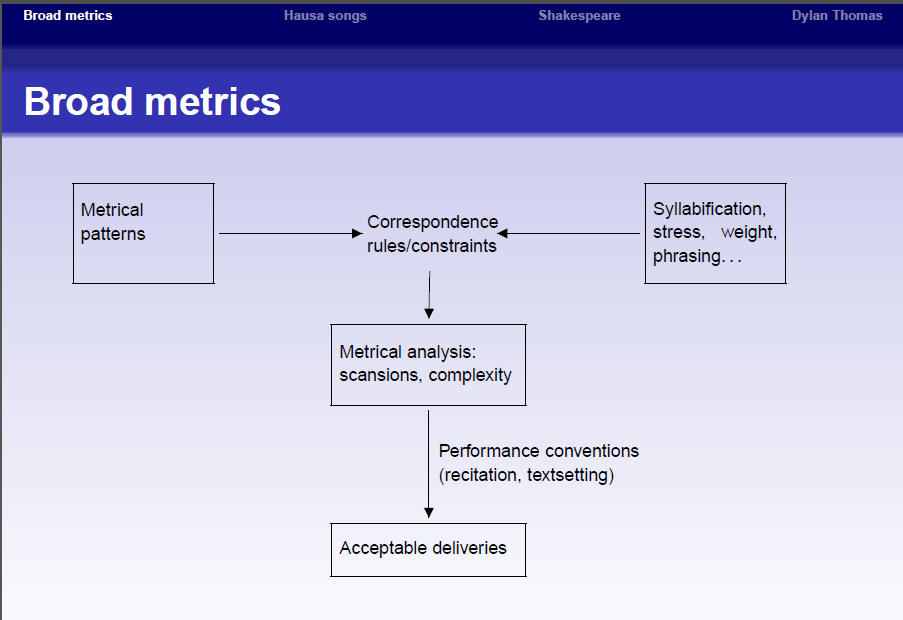 Broad metrics Hausa songs Shakespeare Dylan Thomas
Broad metrics
Metrical
patterns
Correspondence
rules/constraints
Syllabification,
stress, weight,
phrasing...
Metrical analysis:
scansions, complexity
Performance conventions
(recitation, textsetting)
Acceptable deliveries